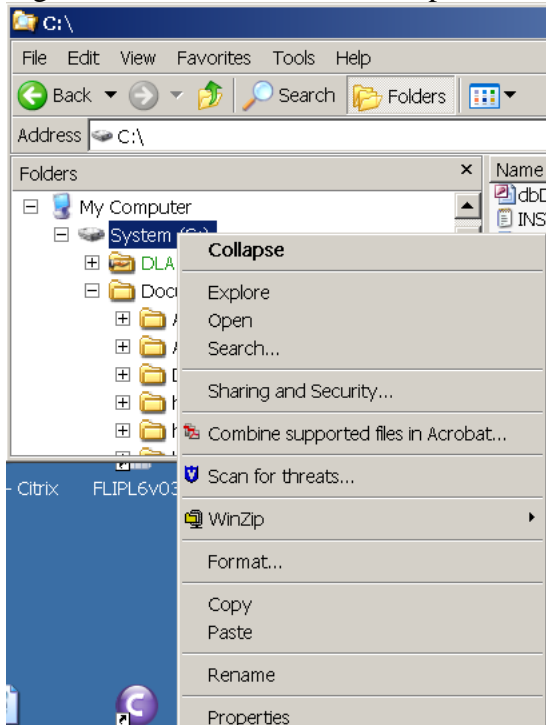 C:\
File Edit View Favorites Tools Help
Back Search Folders
Address C:\
Folders × Name
My Computer
System
DLA
Collapse
Explore
Open
Search...
Sharing and Security...
Combine supported files in Acrobat...
Scan for threats...
WinZip
Format...
Copy
Paste
Rename
Properties
- Citrix FLIPL6v03